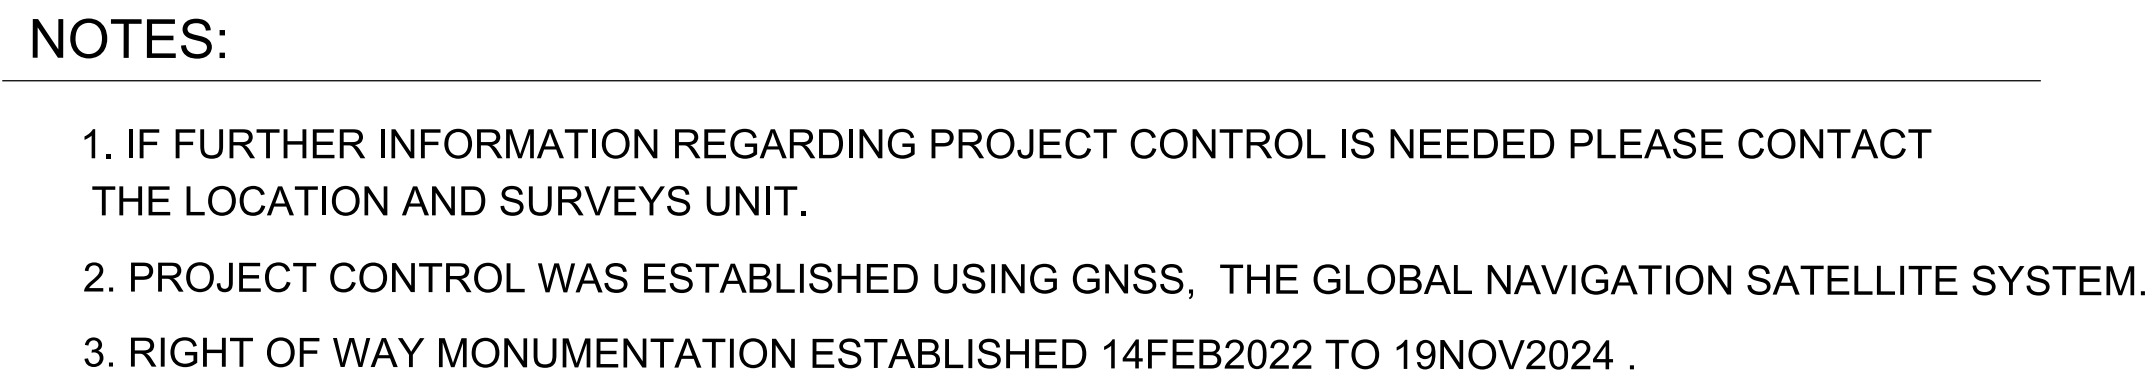 NOTES:
1. IF FURTHER INFORMATION REGARDING PROJECT CONTROL IS NEEDED PLEASE CONTACT
THE LOCATION AND SURVEYS UNIT.
2. PROJECT CONTROL WAS ESTABLISHED USING GNSS,  THE GLOBAL NAVIGATION SATELLITE SYSTEM.
3. RIGHT OF WAY MONUMENTATION ESTABLISHED 14FEB2022 TO 19NOV2024 .